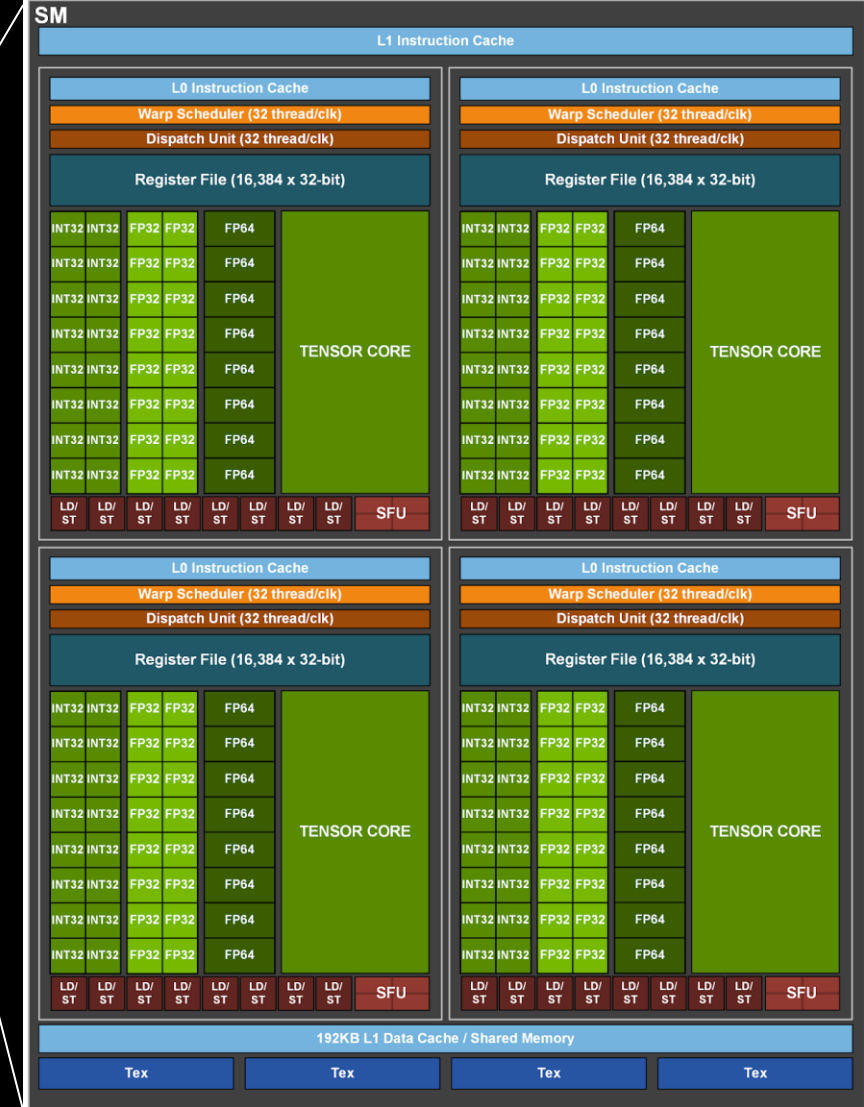 SM
L1 Instruction Cache
L0 Instruction Cache L0 Instruction Cache
Warp Scheduler (32 thread/clk) Warp Scheduler (32 thread/clk)
Dispatch Unit (32 thread/clk) Dispatch Unit (32 thread/clk)
Register File (16,384 x 32-bit) Register File (16,384 x 32-bit)
INT32 INT32 FP32 FP32 FP64 INT32 INT32 FP32 FP32 FP64
INT32 INT32 FP32 FP32 FP64 INT32 INT32 FP32 FP32 FP64
INT32 INT32 FP32 FP32 FP64 INT32 INT32 FP32 FP32 FP64
INT32 INT32 FP32 FP32 FP64 INT32 INT32 FP32 FP32 FP64
TENSOR CORE TENSOR CORE
INT32 INT32 FP32 FP32 FP64 INT32 INT32 FP32 FP32 FP64
INT32 INT32 FP32 FP32 FP64 INT32 INT32 FP32 FP32 FP64
INT32 INT32 FP32 FP32 FP64 INT32 INT32 FP32 FP32 FP64
INT32 INT32 FP32 FP32 FP64 INT32 INT32 FP32 FP32 FP64
LD/ LD/ LD/ LD/ LD/ LD/ LD/ LD/ SFU LD/ LD/ LD/ LD/ LD/ LD/ LD/ LD/ SFU
ST ST ST ST ST ST ST ST ST ST ST ST ST ST ST ST
L0 Instruction Cache L0 Instruction Cache
Warp Scheduler (32 thread/clk) Warp Scheduler (32 thread/clk)
Dispatch Unit (32 thread/clk) Dispatch Unit (32 thread/clk)
Register File (16,384 x 32-bit) Register File (16,384 x 32-bit)
INT32 INT32 FP32 FP32 FP64 INT32 INT32 FP32 FP32 FP64
INT32 INT32 FP32 FP32 FP64 INT32 INT32 FP32 FP32 FP64
INT32 INT32 FP32 FP32 FP64 INT32 INT32 FP32 FP32 FP64
INT32 INT32 FP32 FP32 FP64 INT32 INT32 FP32 FP32 FP64
TENSOR CORE TENSOR CORE
INT32 INT32 FP32 FP32 FP64 INT32 INT32 FP32 FP32 FP64
INT32 INT32 FP32 FP32 FP64 INT32 INT32 FP32 FP32 FP64
INT32 INT32 FP32 FP32 FP64 INT32 INT32 FP32 FP32 FP64
INT32 INT32 FP32 FP32 FP64 INT32 INT32 FP32 FP32 FP64
LD/ LD/ LD/ LD/ LD/ LD/ LD/ LD/ SFU LD/ LD/ LD/ LD/ LD/ LD/ LD/ LD/ SFU
ST ST ST ST ST ST ST ST ST ST ST ST ST ST ST ST
192KB L1 Data Cache / Shared Memory
Tex Tex Tex Tex